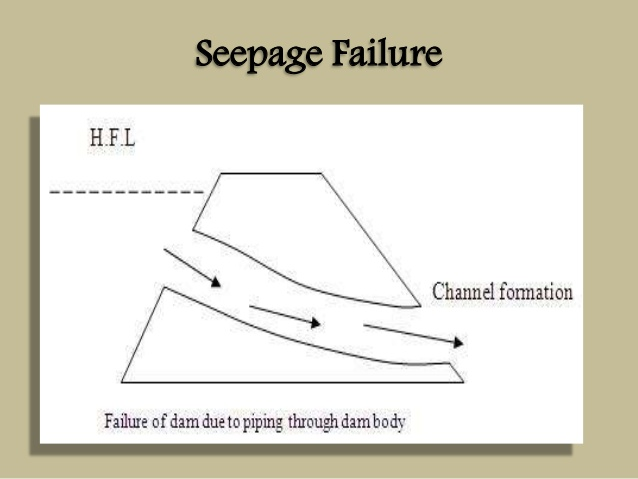 Seepage Failure
H.F.L
Channel formation
Failure of dam due to piping through dam body